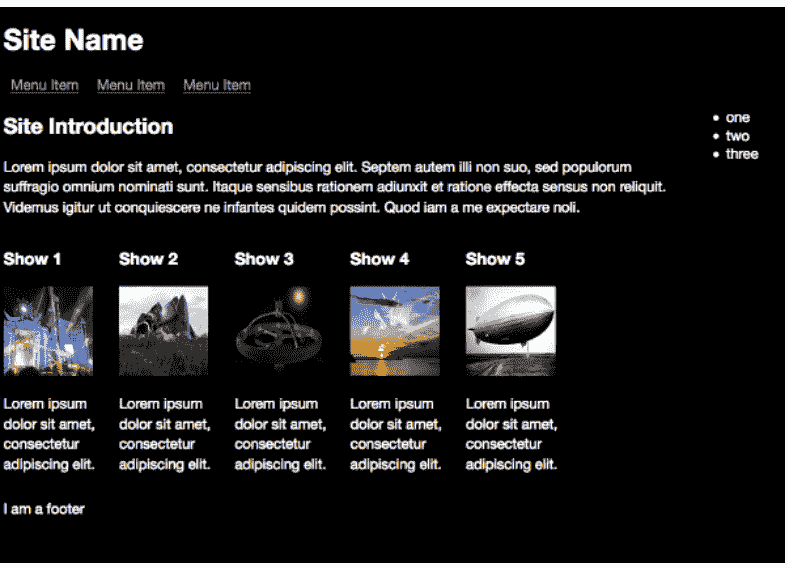 Site Name
Menu Item Menu Item Menu Item
Site Introduction
Lorem ipsum dolor sit amet, consectetur adipiscing elit. Septem autem illi non suo, sed populorum
suffragio omnium nominati sunt. Itaque sensibus rationem adiunxit et ratione effecta sensus non reliquit.
Videmus igitur ut conquiescere ne infantes quidem possint. Quod iam a me expectare noli.
one
two
three
Show 1
Lorem ipsum
dolor sit amet,
consectetur
adipiscing elit.
Show 2
Lorem ipsum
dolor sit amet,
consectetur
adipiscing elit.
Show 3
Lorem ipsum
dolor sit amet,
consectetur
adipiscing elit.
Show 4
Lorem ipsum
dolor sit amet,
consectetur
adipiscing elit.
Show 5
Lorem ipsum
dolor sit amet,
consectetur
adipiscing elit.
I am a footer